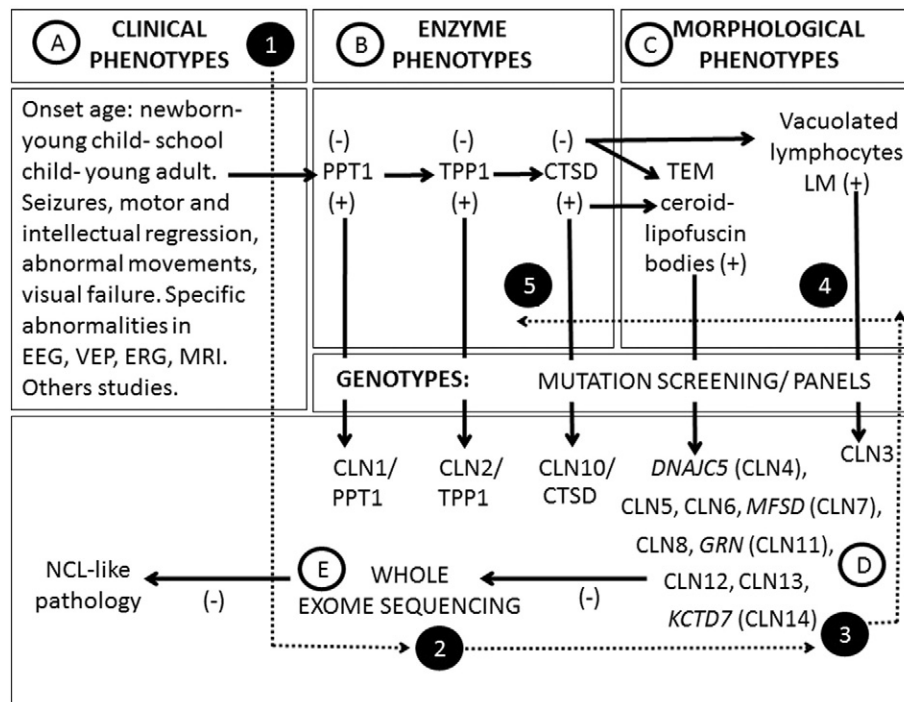 A
CLINICAL
PHENOTYPES
1
B
ENZYME
PHENOTYPES
C
MORPHOLOGICAL
PHENOTYPES
Onset age: newborn-
young child- school
child- young adult.
Seizures, motor and
intellectual regression,
abnormal movements,
visual failure. Specific
abnormalities in
EEG, VEP, ERG, MRI.
Others studies.
(-)
PPT1
(+)
(-)
TPP1
(+)
(-)
CTSD
(+)
TEM
ceroid-
lipofuscin
bodies (+)
Vacuolated
lymphocytes
LM (+)
5
4
GENOTYPES:
MUTATION SCREENING/ PANELS
CLN1/
PPT1
CLN2/
TPP1
CLN10/
CTSD
DNAJC5 (CLN4),
CLN5, CLN6, MFSD (CLN7),
CLN8, GRN (CLN11),
CLN12, CLN13,
KCTD7 (CLN14)
CLN3
D
(-)
E
WHOLE
EXOME SEQUENCING
(-)
NCL-like
pathology
2
3